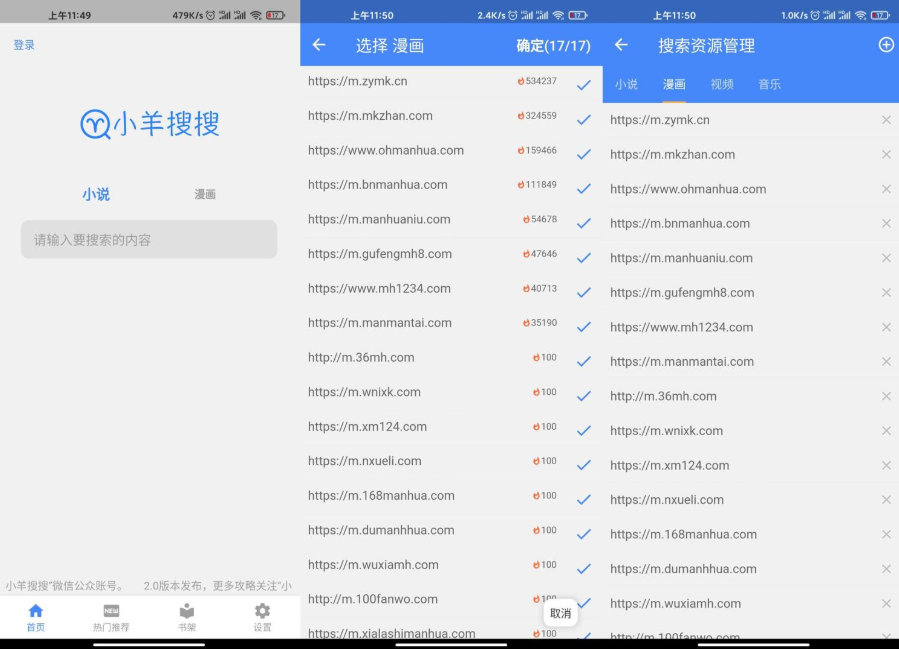 上午11:49
479K/s
17
登录
小羊搜搜
小说
漫画
请输入要搜索的内容
小羊搜搜"微信公众账号。 2.0版本发布，更多攻略关注"小
NEW
首页
热门推荐
书架
设置
上午11:50
2.4K/s
17
选择 漫画
确定(17/17)
https://m.zymk.cn 534237
https://m.mkzhan.com 324559
https://www.ohmanhua.com 159466
https://m.bnmanhua.com 111849
https://m.manhuaniu.com 54678
https://m.gufengmh8.com 47646
https://www.mh1234.com 40713
https://m.manmantai.com 35190
http://m.36mh.com 100
https://m.wnixk.com 100
https://m.xm124.com 100
https://m.nxueli.com 100
https://m.168manhua.com 100
https://m.dumanhhua.com 100
https://m.wuxiamh.com 100
http://m.100fanwo.com 100
https://m.xialashimanhua.com 100
取消
上午11:50
1.0K/s
17
搜索资源管理
小说
漫画
视频
音乐
https://m.zymk.cn
https://m.mkzhan.com
https://www.ohmanhua.com
https://m.bnmanhua.com
https://m.manhuaniu.com
https://m.gufengmh8.com
https://www.mh1234.com
https://m.manmantai.com
http://m.36mh.com
https://m.wnixk.com
https://m.xm124.com
https://m.nxueli.com
https://m.168manhua.com
https://m.dumanhhua.com
https://m.wuxiamh.com
http://m.100fanwo.com